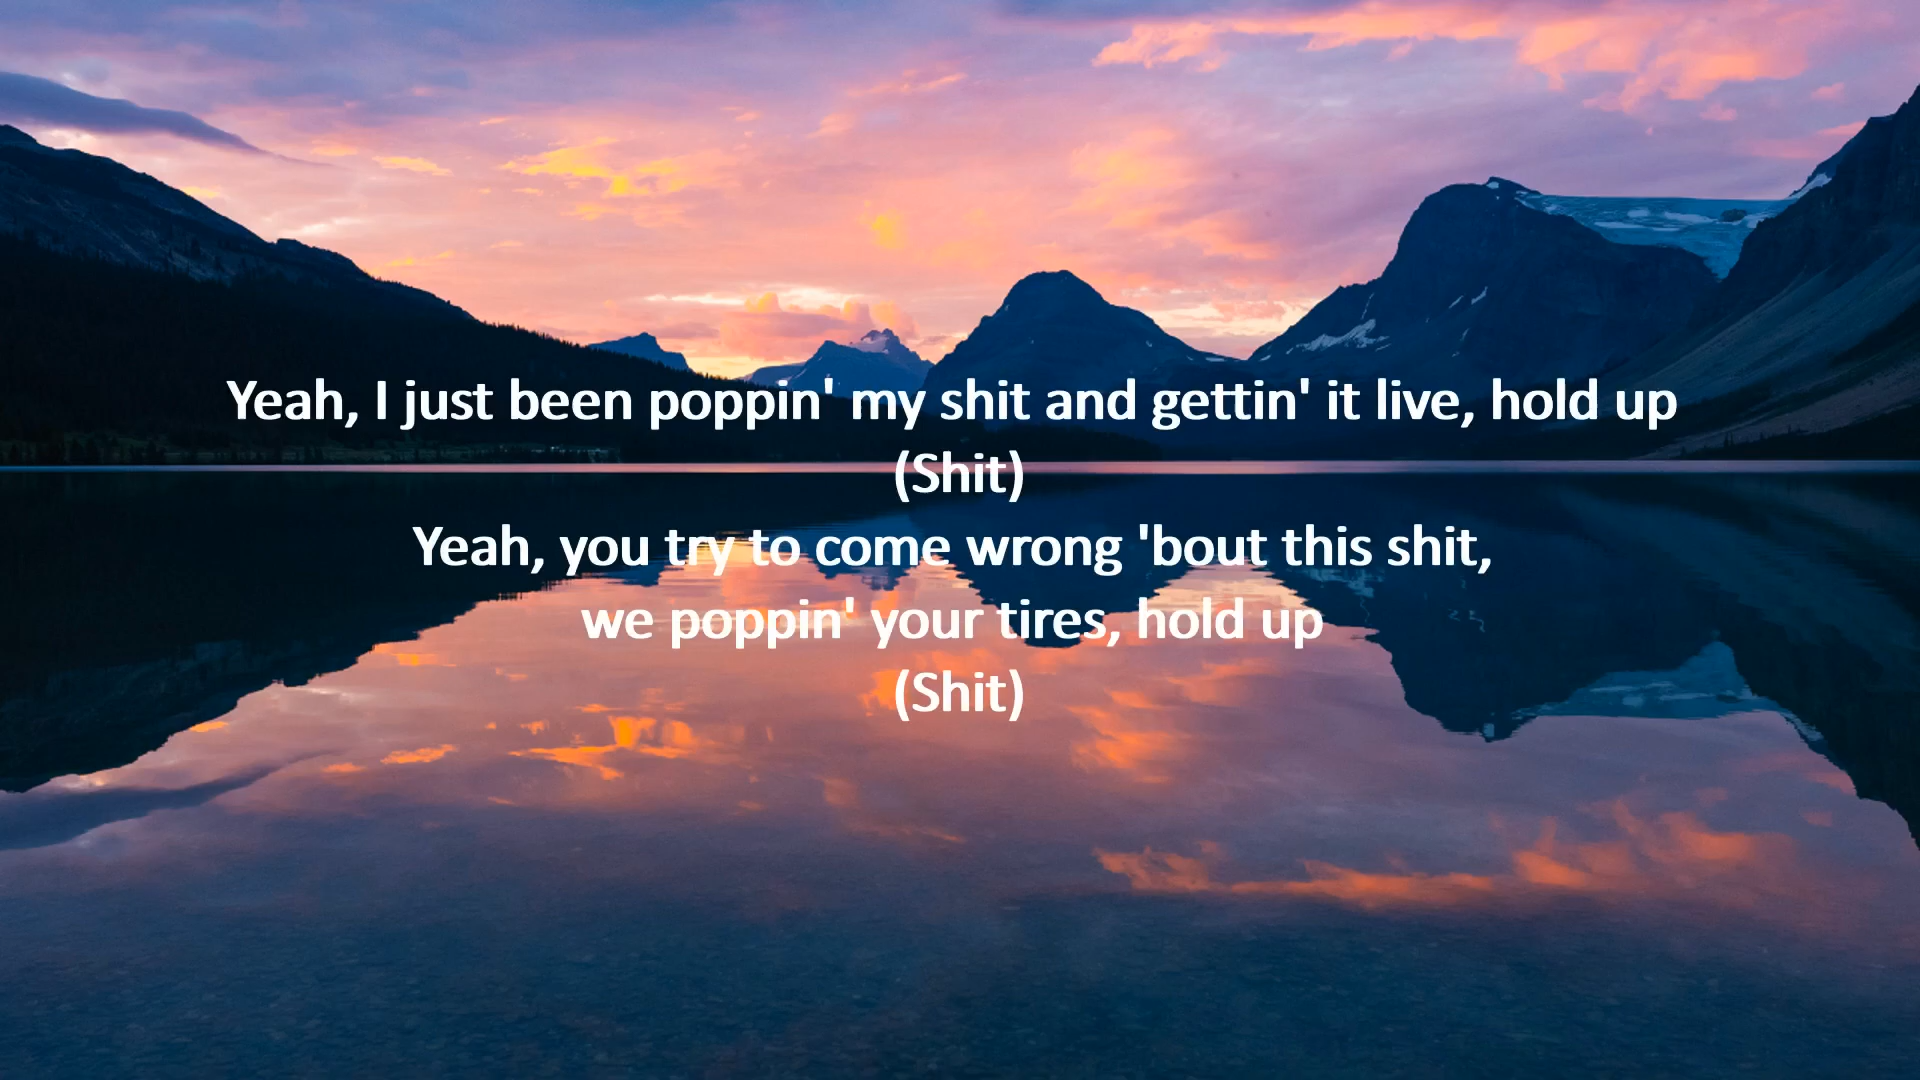 Yeah, I just been poppin' my shit and gettin' it live, hold up
(Shit)
Yeah, you try to come wrong 'bout this shit,
we poppin' your tires, hold up
(Shit)